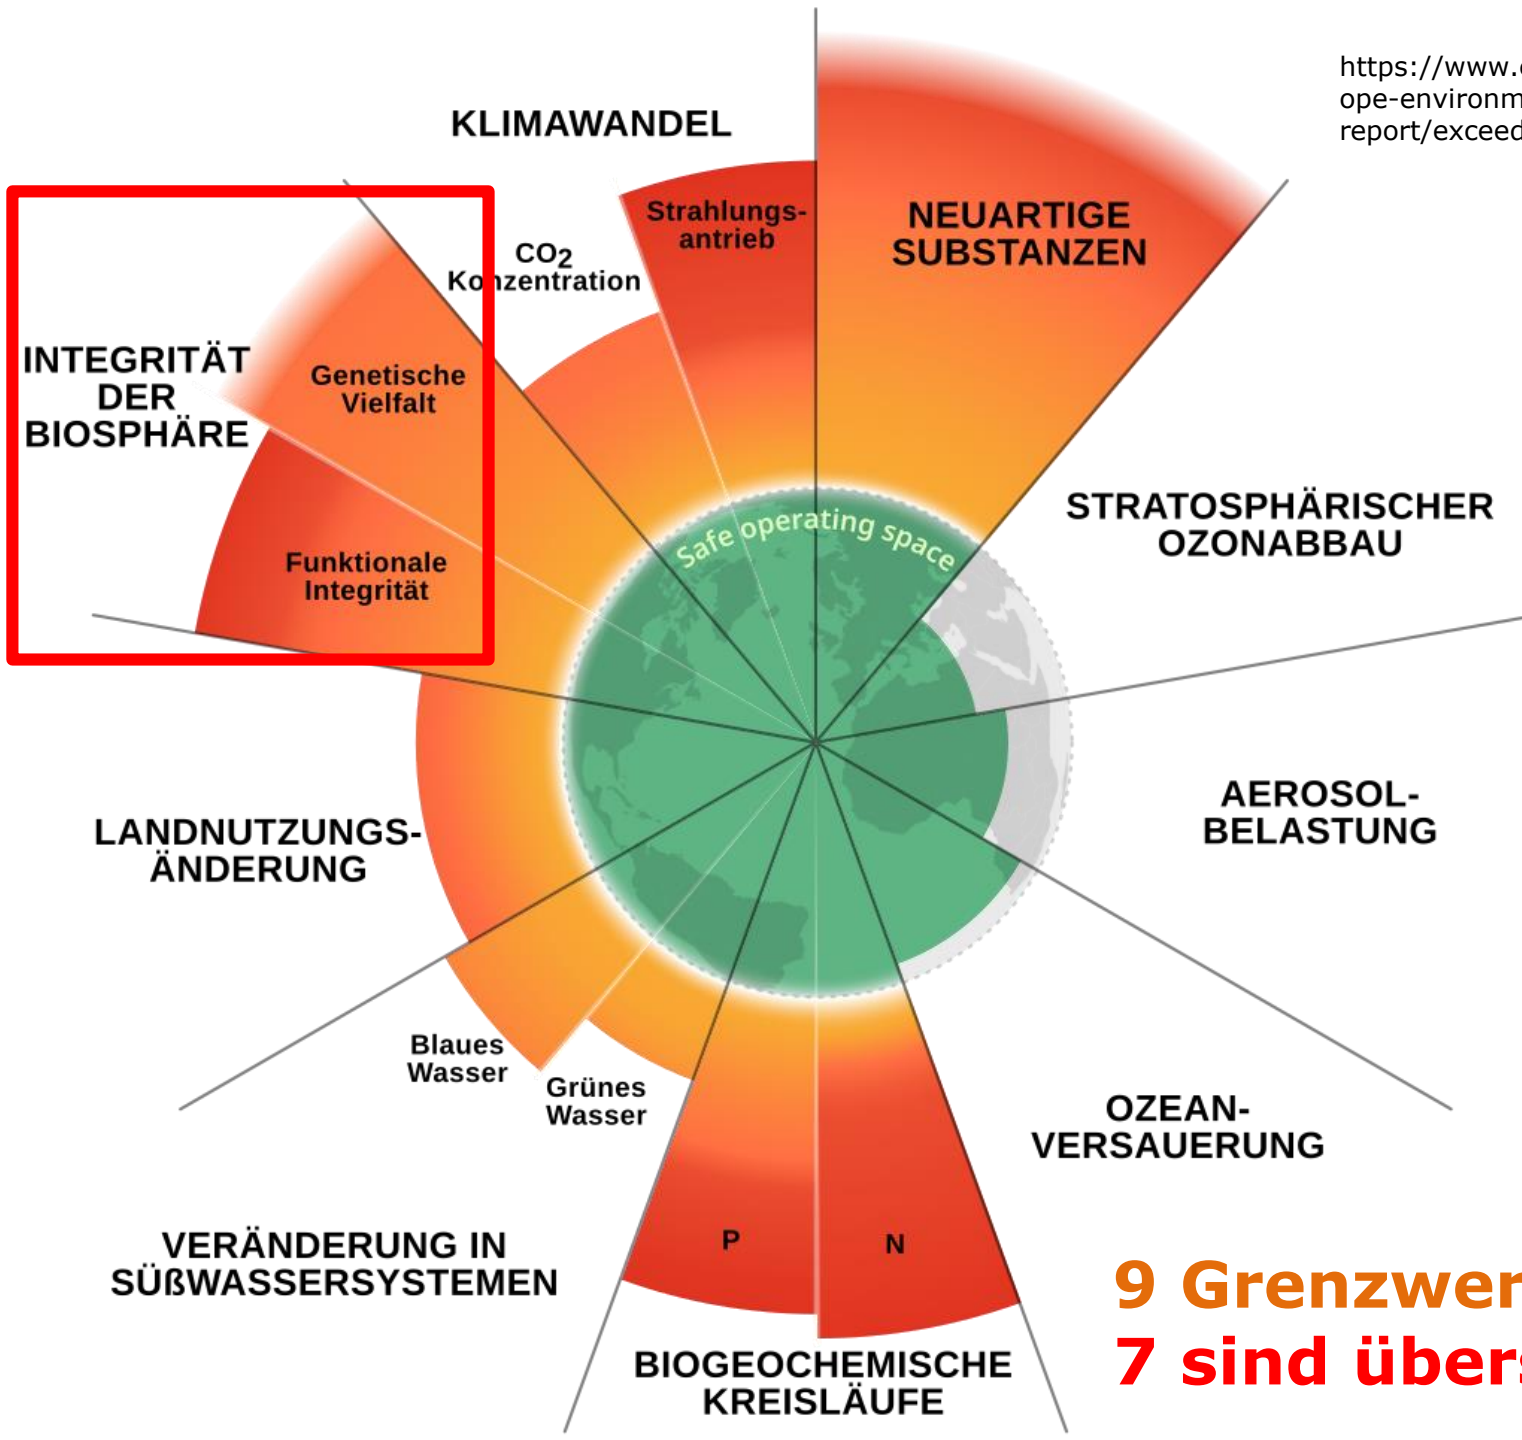 https://www.
ope-environm
report/exceed
KLIMAWANDEL
Strahlungs-
antrieb
NEUARTIGE
SUBSTANZEN
CO2
Konzentration
INTEGRITÄT
DER
BIOSPHÄRE
Genetische
Vielfalt
Funktionale
Integrität
Safe operating space
STRATOSPHÄRISCHER
OZONABBAU
AEROSOL-
BELASTUNG
LANDNUTZUNGS-
ÄNDERUNG
Blaues
Wasser
Grünes
Wasser
OZEAN-
VERSAUERUNG
VERÄNDERUNG IN
SÜßWASSERSYSTEMEN
P
N
BIOGEOCHEMISCHE
KREISLÄUFE
9 Grenzwer
7 sind übers